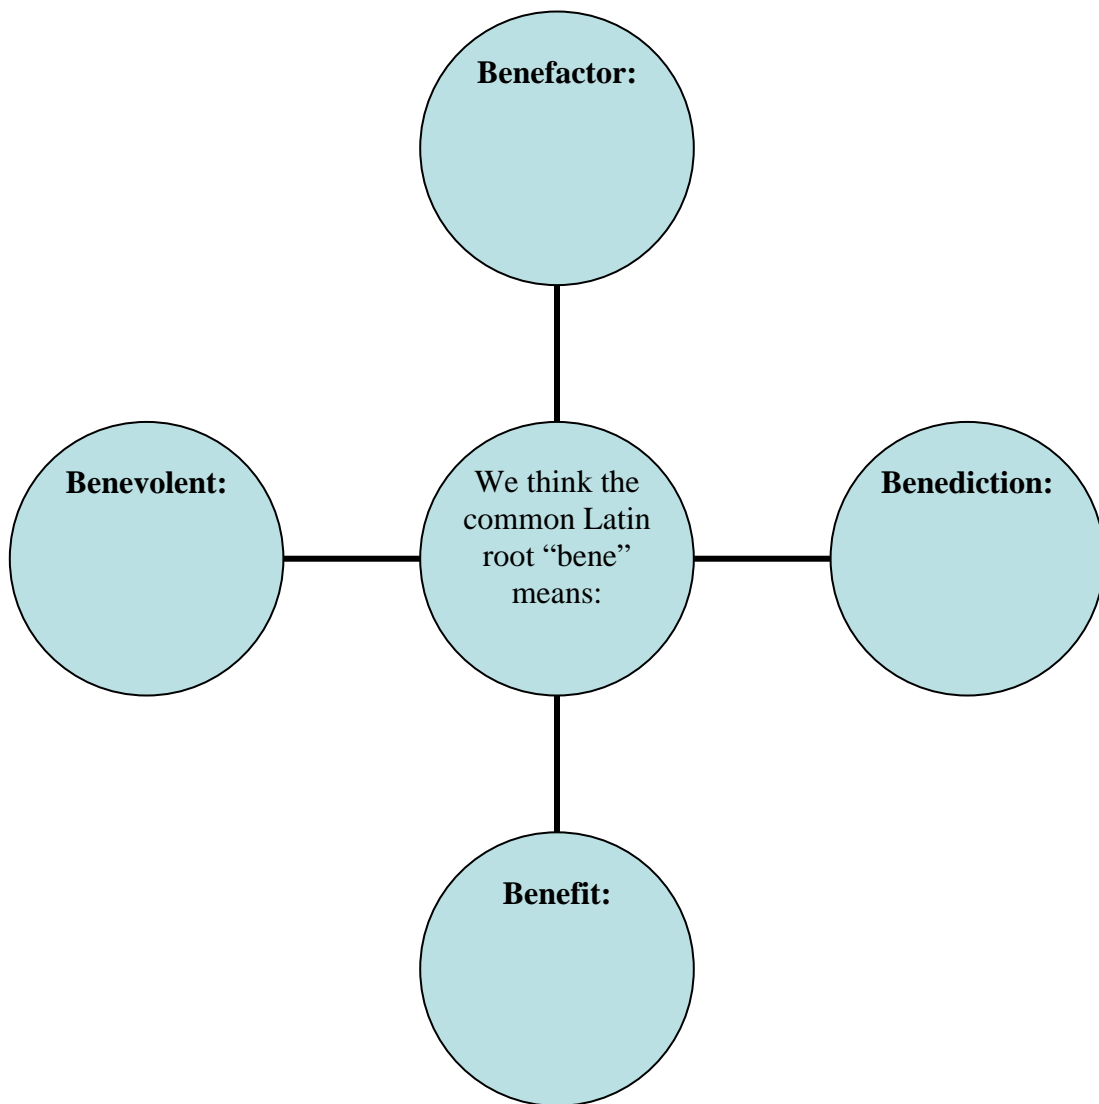 Benefactor:
Benevolent:
We think the
common Latin
root “bene”
means:
Benediction:
Benefit: